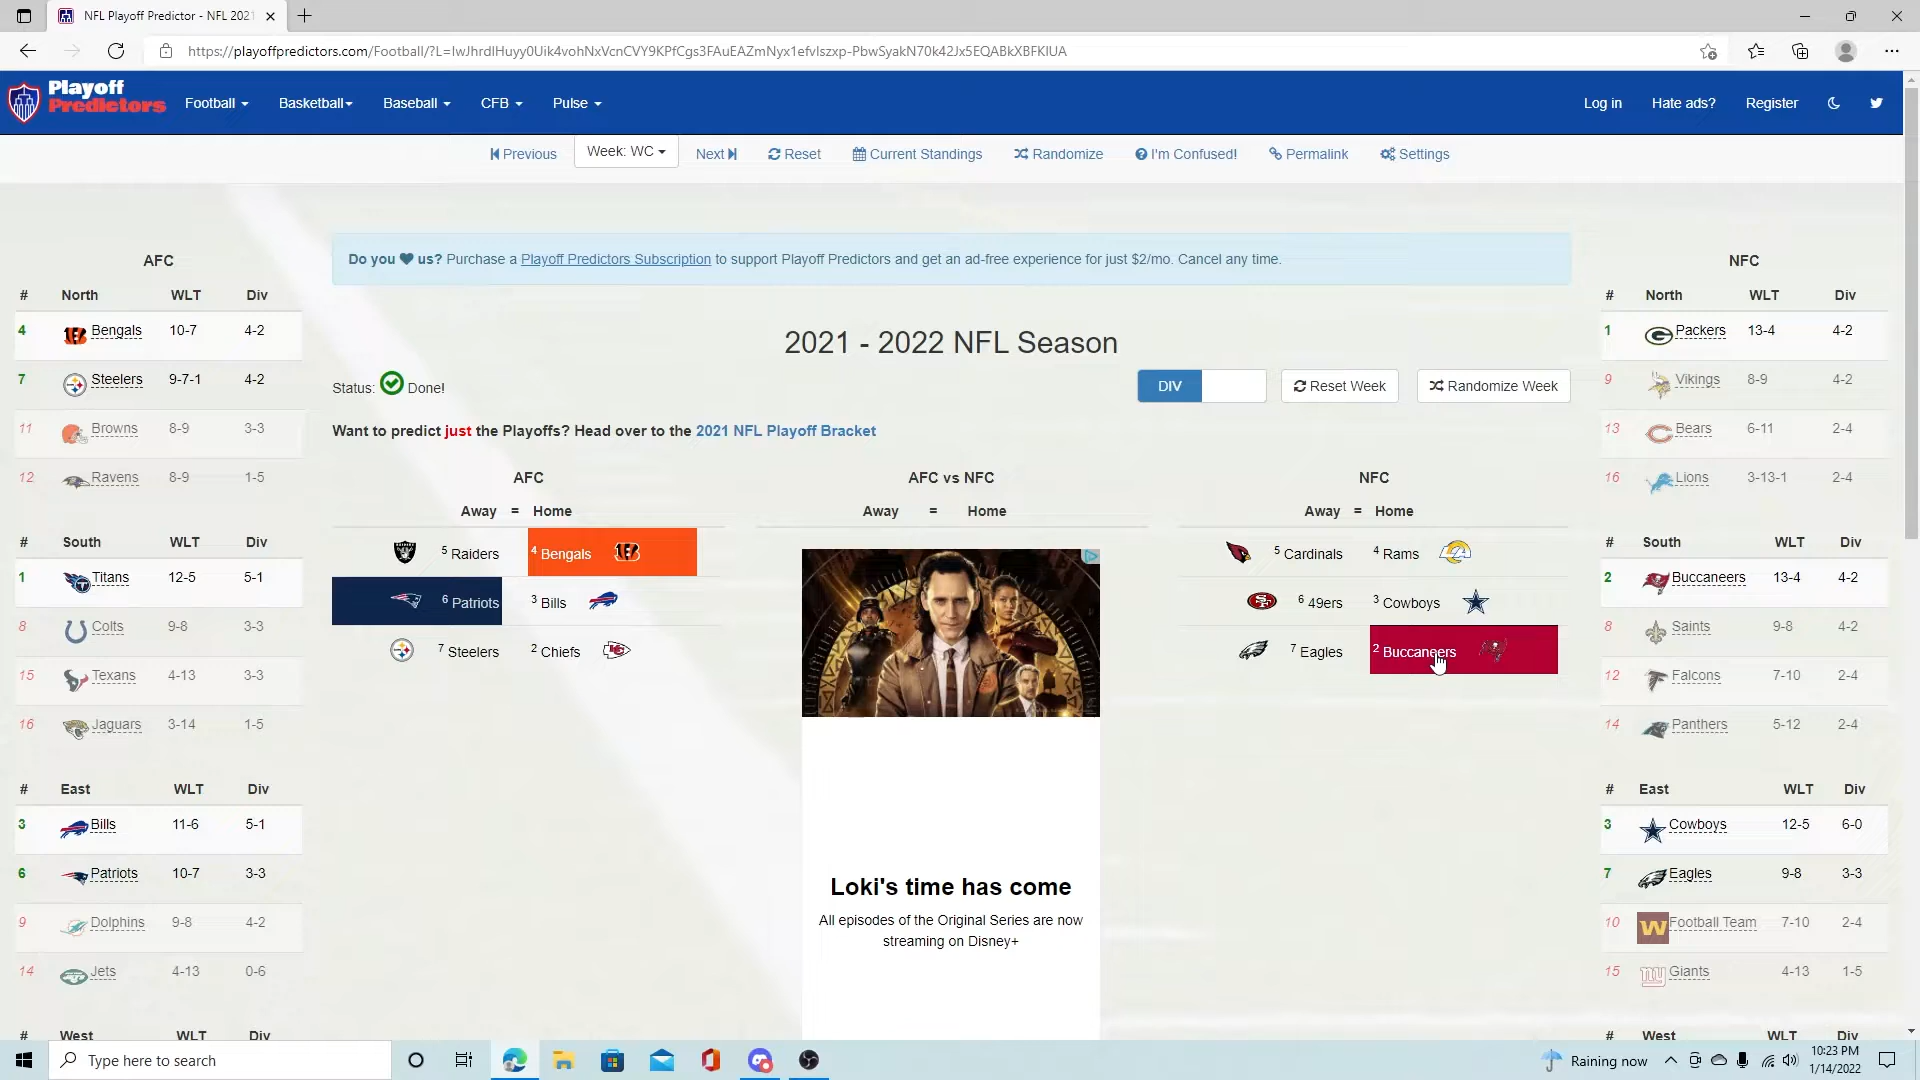 NFL Playoff Predictor - NFL 2021
https://playoffpredictors.com/Football/?L=IwJhrdIHuyy0Uik4vohNxVcnCVY9KPfCgs3FAuEAZmNyx1efvlszxp-PbwSyakN70k42Jx5EQABkXBFKIUA
Playoff Predictors Football Basketball Baseball CFB Pulse Log in Hate ads? Register
Previous Week: WC Next Reset Current Standings Randomize I'm Confused! Permalink Settings
Do you us? Purchase a Playoff Predictors Subscription to support Playoff Predictors and get an ad-free experience for just $2/mo. Cancel any time.
2021 - 2022 NFL Season
Status: Done! DIV Reset Week Randomize Week
Want to predict just the Playoffs? Head over to the 2021 NFL Playoff Bracket
AFC
# North WLT Div
4 Bengals 10-7 4-2
7 Steelers 9-7-1 4-2
11 Browns 8-9 3-3
12 Ravens 8-9 1-5
# South WLT Div
1 Titans 12-5 5-1
8 Colts 9-8 3-3
15 Texans 4-13 3-3
16 Jaguars 3-14 1-5
# East WLT Div
3 Bills 11-6 5-1
6 Patriots 10-7 3-3
9 Dolphins 9-8 4-2
14 Jets 4-13 0-6
# West WLT Div
AFC
Away = Home
5 Raiders 4 Bengals
6 Patriots 3 Bills
7 Steelers 2 Chiefs
AFC vs NFC
Away = Home
Loki's time has come
All episodes of the Original Series are now
streaming on Disney+
NFC
Away = Home
5 Cardinals 4 Rams
6 49ers 3 Cowboys
7 Eagles 2 Buccaneers
NFC
# North WLT Div
1 Packers 13-4 4-2
9 Vikings 8-9 4-2
13 Bears 6-11 2-4
16 Lions 3-13-1 2-4
# South WLT Div
2 Buccaneers 13-4 4-2
8 Saints 9-8 4-2
12 Falcons 7-10 2-4
14 Panthers 5-12 2-4
# East WLT Div
3 Cowboys 12-5 6-0
7 Eagles 9-8 3-3
10 Football Team 7-10 2-4
15 Giants 4-13 1-5
# West WLT Div
Type here to search Raining now 10:23 PM
1/14/2022